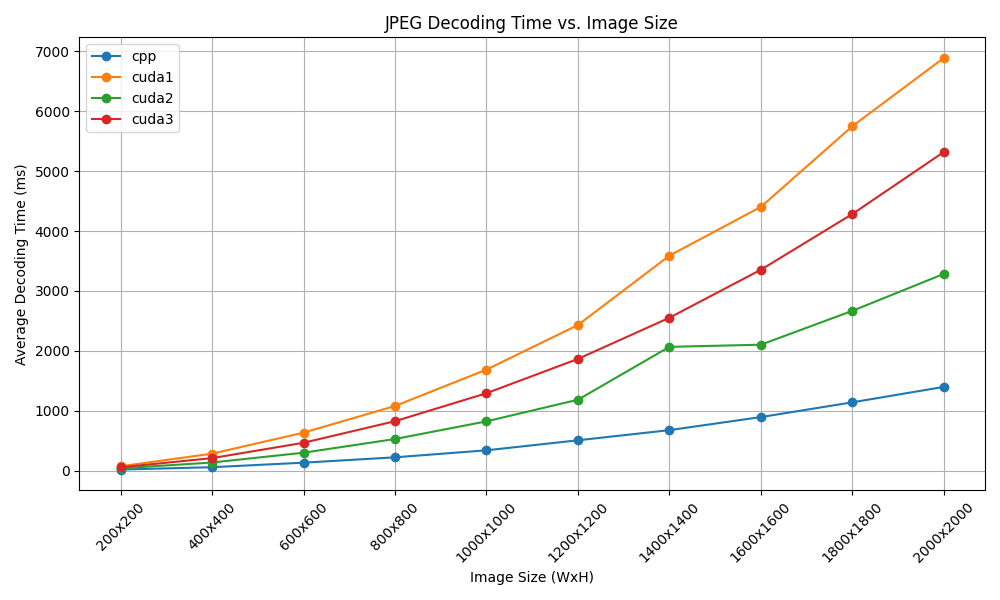 JPEG Decoding Time vs. Image Size
cpp
cuda1
cuda2
cuda3
Average Decoding Time (ms)
7000
6000
5000
4000
3000
2000
1000
0
200x200
400x400
600x600
800x800
1000x1000
1200x1200
1400x1400
1600x1600
1800x1800
2000x2000
Image Size (WxH)